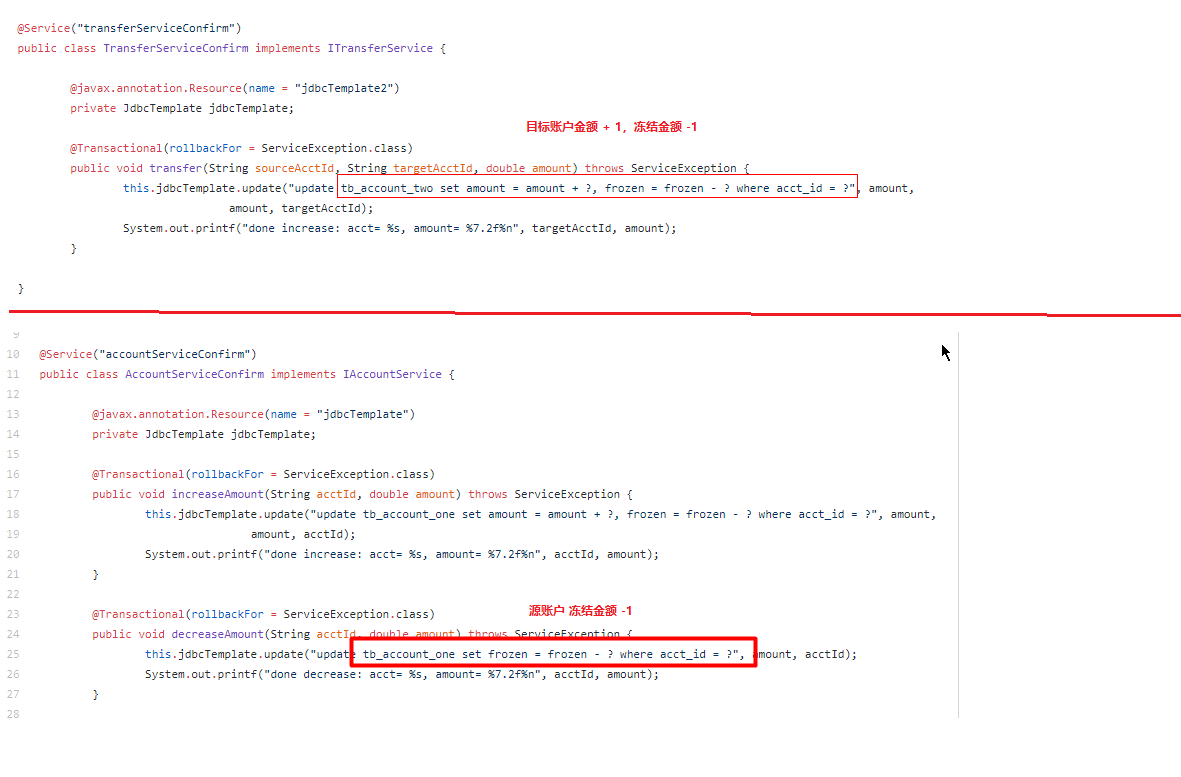 @Service("transferServiceConfirm")
public class TransferServiceConfirm implements ITransferService {
@javax.annotation.Resource(name = "jdbcTemplate2")
private JdbcTemplate jdbcTemplate;
目标账户金额 + 1，冻结金额 -1
@Transactional(rollbackFor = ServiceException.class)
public void transfer(String sourceAcctId, String targetAcctId, double amount) throws ServiceException {
this.jdbcTemplate.update("update tb_account_two set amount = amount + ?, frozen = frozen - ? where acct_id = ?", amount,
amount, targetAcctId);
System.out.printf("done increase: acct= %s, amount= %7.2f%n", targetAcctId, amount);
}
}
9
10 @Service("accountServiceConfirm")
11 public class AccountServiceConfirm implements IAccountService {
12
13 @javax.annotation.Resource(name = "jdbcTemplate")
14 private JdbcTemplate jdbcTemplate;
15
16 @Transactional(rollbackFor = ServiceException.class)
17 public void increaseAmount(String acctId, double amount) throws ServiceException {
18 this.jdbcTemplate.update("update tb_account_one set amount = amount + ?, frozen = frozen - ? where acct_id = ?", amount,
19 amount, acctId);
20 System.out.printf("done increase: acct= %s, amount= %7.2f%n", acctId, amount);
21 }
22
源账户 冻结金额 -1
23 @Transactional(rollbackFor = ServiceException.class)
24 public void decreaseAmount(String acctId, double amount) throws ServiceException {
25 this.jdbcTemplate.update("update tb_account_one set frozen = frozen - ? where acct_id = ?", amount, acctId);
26 System.out.printf("done decrease: acct= %s, amount= %7.2f%n", acctId, amount);
27 }
28